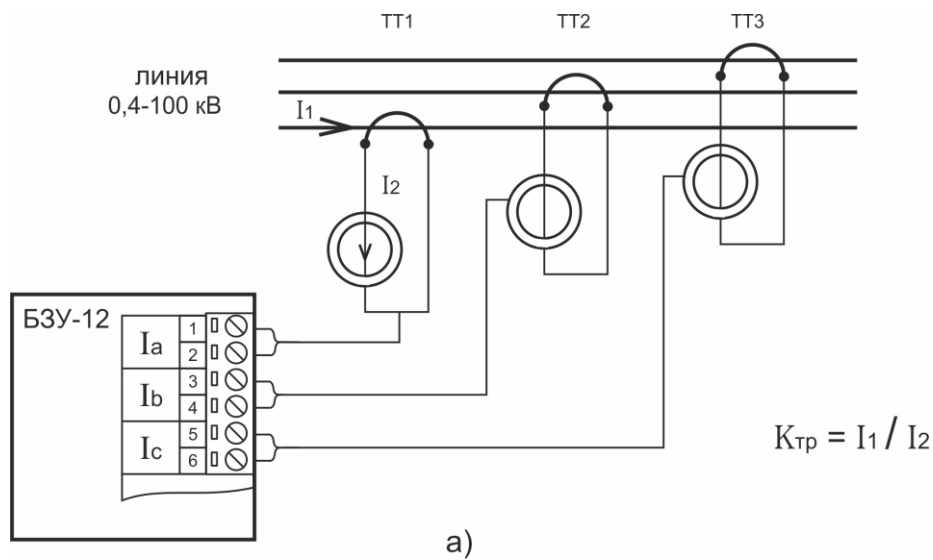 ТТ1 ТТ2 ТТ3
линия
0,4-100 кВ
I1
I2
БЗУ-12
Ia 1
2
Ib 3
4
Ic 5
6
Kтр = I1 / I2
а)